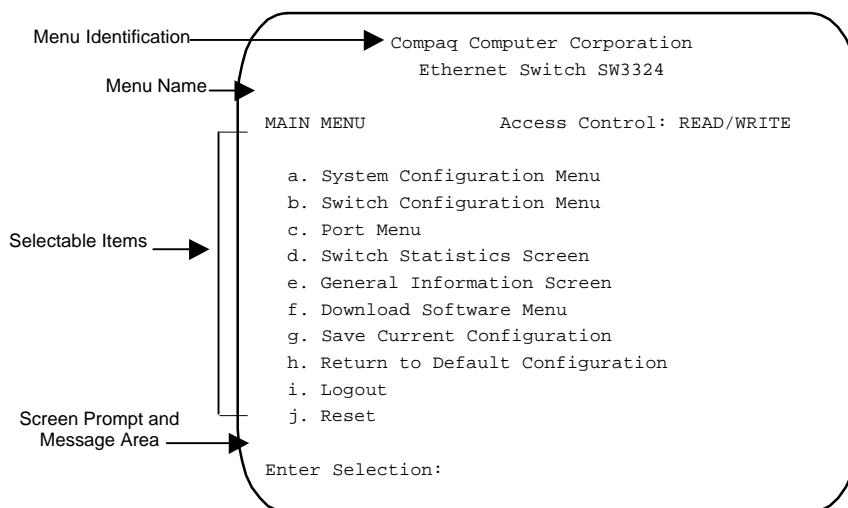 Menu Identification
Compaq Computer Corporation
Ethernet Switch SW3324
Menu Name
MAIN MENU Access Control: READ/WRITE
a. System Configuration Menu
b. Switch Configuration Menu
c. Port Menu
Selectable Items
d. Switch Statistics Screen
e. General Information Screen
f. Download Software Menu
g. Save Current Configuration
h. Return to Default Configuration
i. Logout
j. Reset
Screen Prompt and
Message Area
Enter Selection: